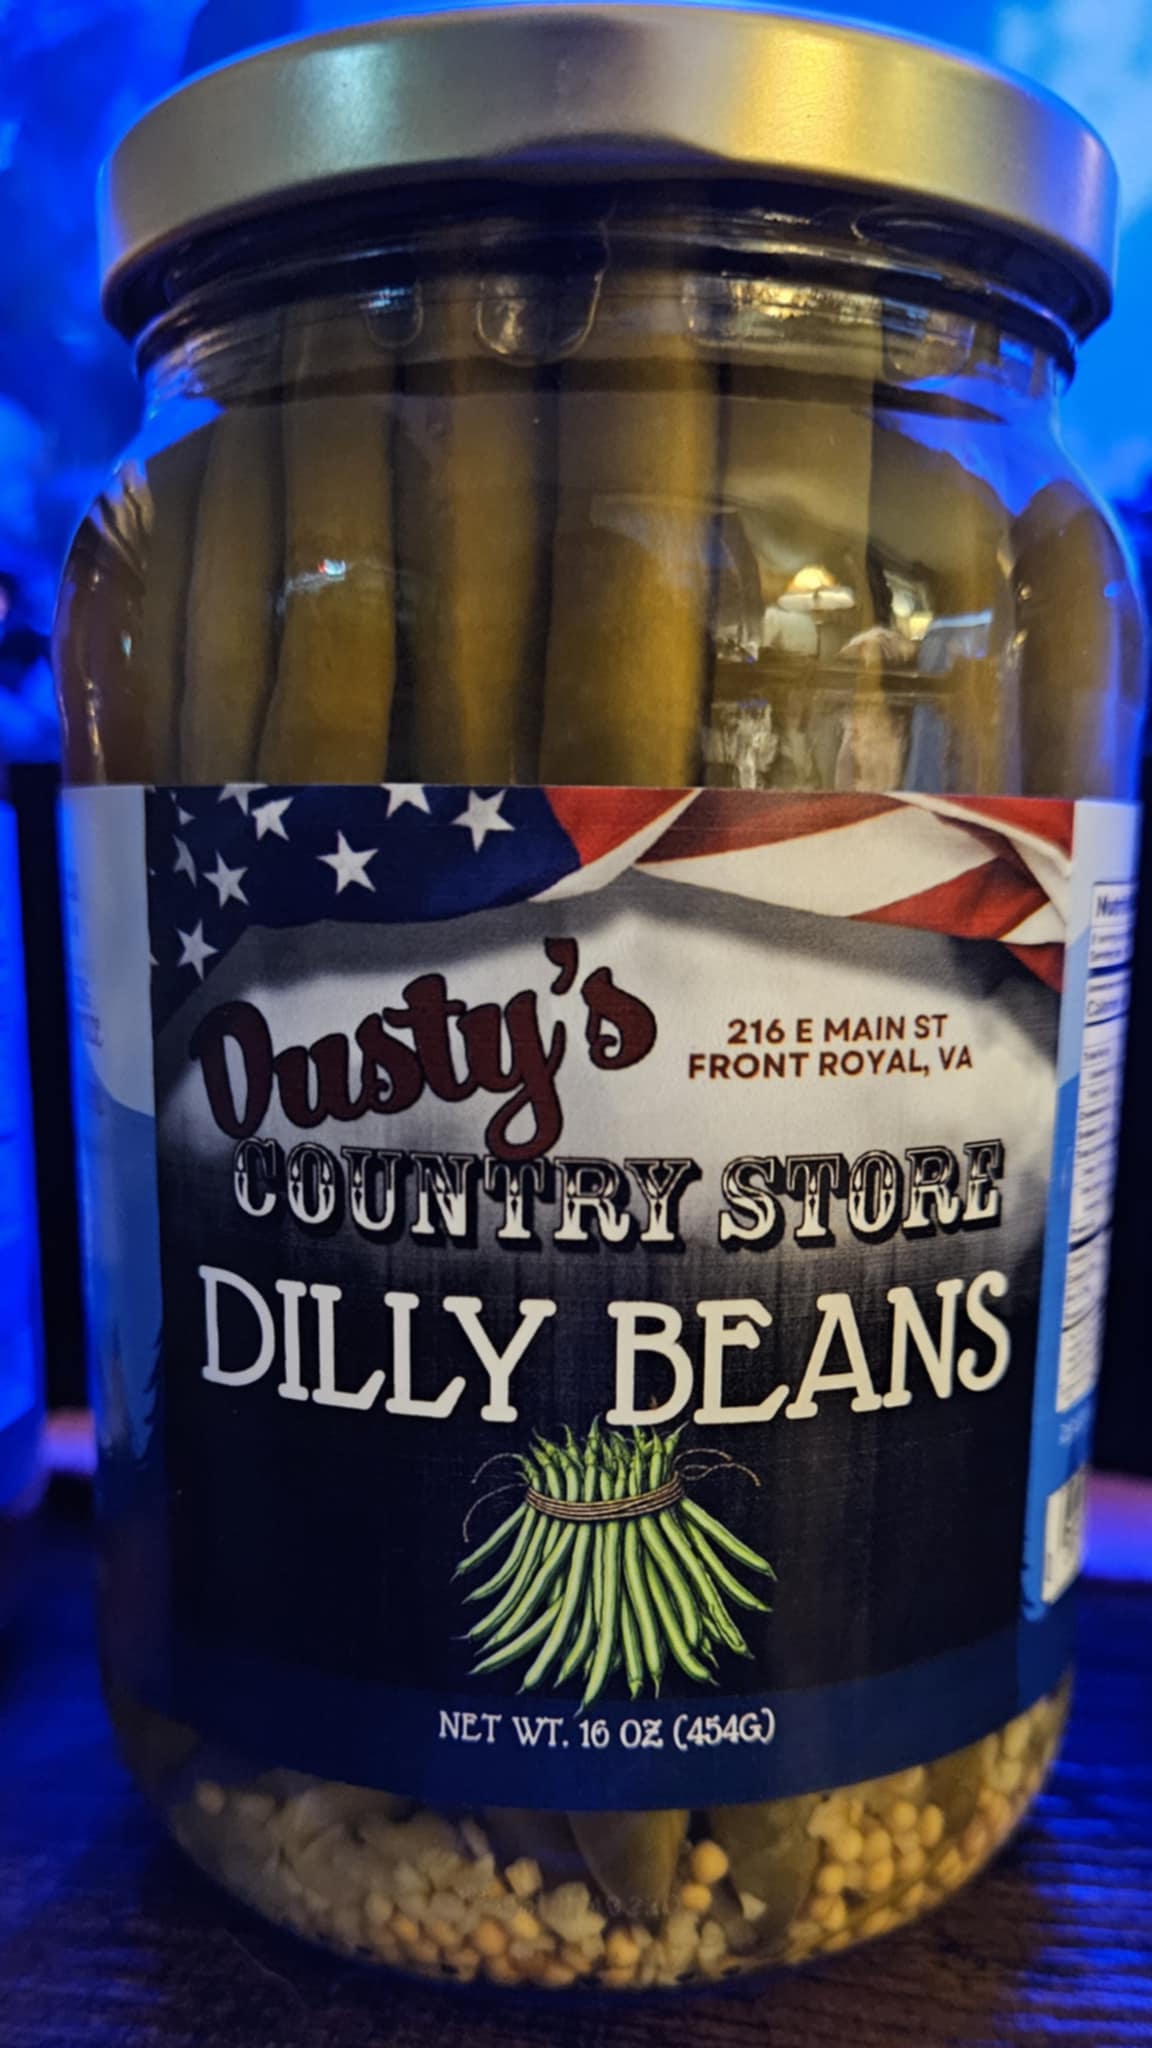 Dusty's
216 E MAIN ST
FRONT ROYAL, VA
COUNTRY STORE
DILLY BEANS
NET WT. 16 OZ (454G)